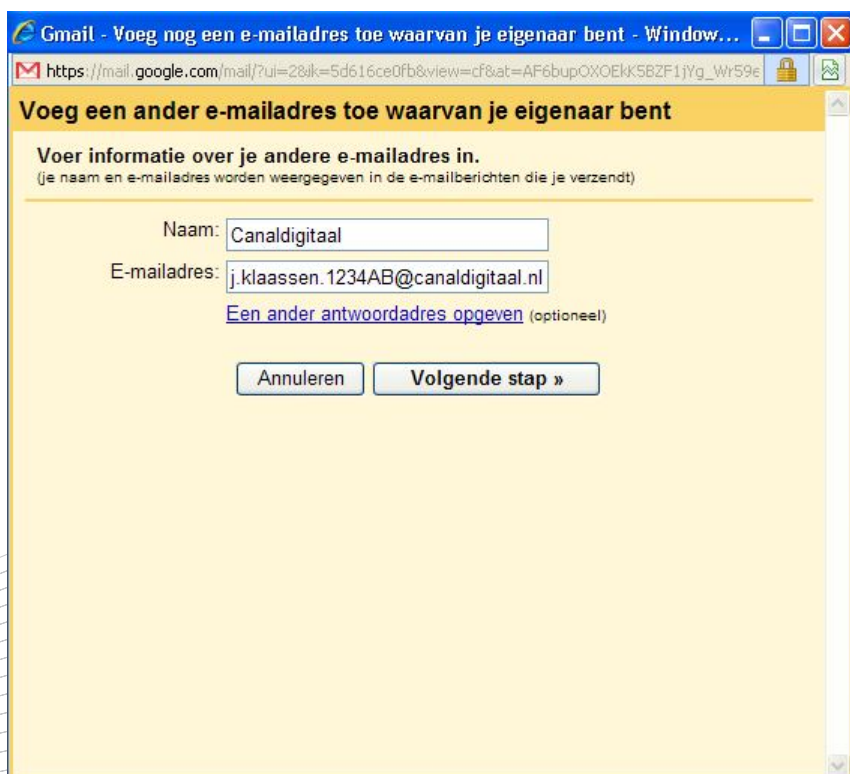 Gmail - Voeg nog een e-mailadres toe waarvan je eigenaar bent - Window...
https://mail.google.com/mail/?ui=2&ik=5d616ce0fb&view=cf&at=AF6bupOXOEkK5BZF1jYg_Wr59e
Voeg een ander e-mailadres toe waarvan je eigenaar bent
Voer informatie over je andere e-mailadres in.
(je naam en e-mailadres worden weergegeven in de e-mailberichten die je verzendt)
Naam: Canaldigitaal
E-mailadres: j.klaassen.1234AB@canaldigitaal.nl
Een ander antwoordadres opgeven (optioneel)
Annuleren Volgende stap »